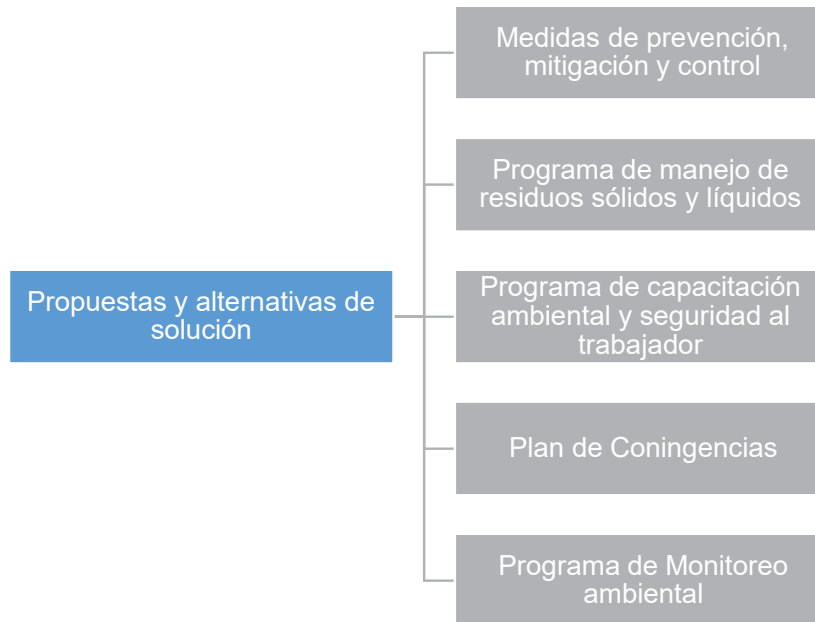 Medidas de prevención,
mitigación y control
Programa de manejo de
residuos sólidos y líquidos
Propuestas y alternativas de
solución
Programa de capacitación
ambiental y seguridad al
trabajador
Plan de Coningencias
Programa de Monitoreo
ambiental